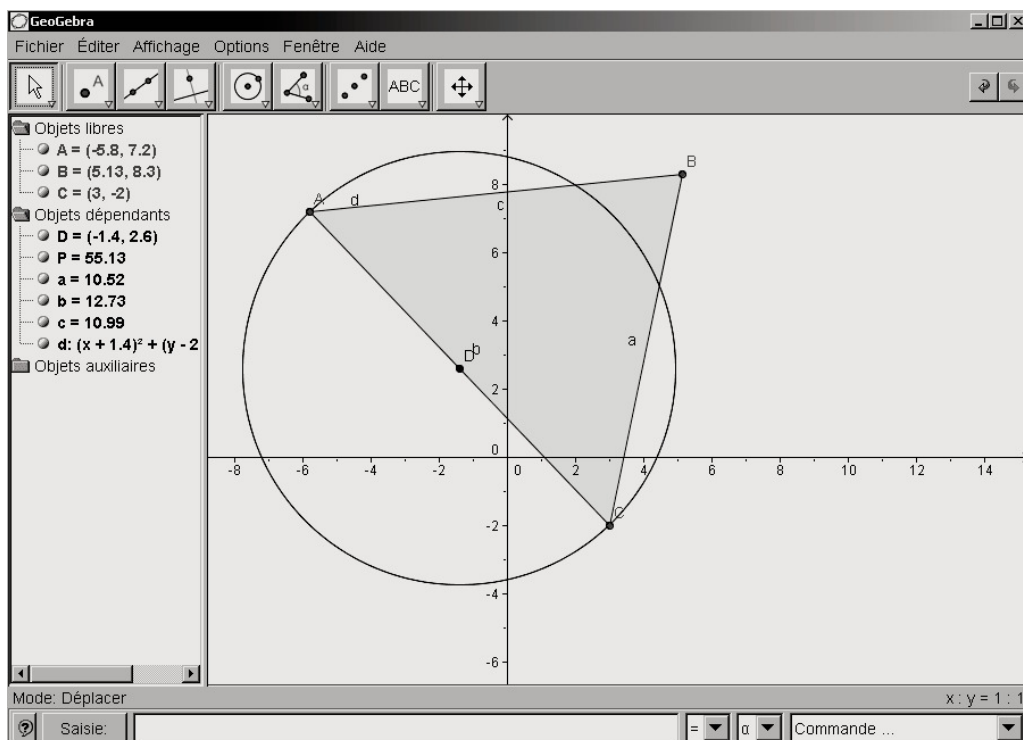 GeoGebra
Fichier Éditer Affichage Options Fenêtre Aide
A α ABC
Objets libres
A = (-5.8, 7.2)
B = (5.13, 8.3)
C = (3, -2)
Objets dépendants
D = (-1.4, 2.6)
P = 55.13
a = 10.52
b = 12.73
c = 10.99
d: (x + 1.4)² + (y - 2
Objets auxiliaires
B
8
A d
c
6
4
a
D b
2
0
-8 -6 -4 -2 0 2 4 6 8 10 12 14
-2
C
-4
-6
Mode: Déplacer x : y = 1 : 1
? Saisie: = α Commande ...